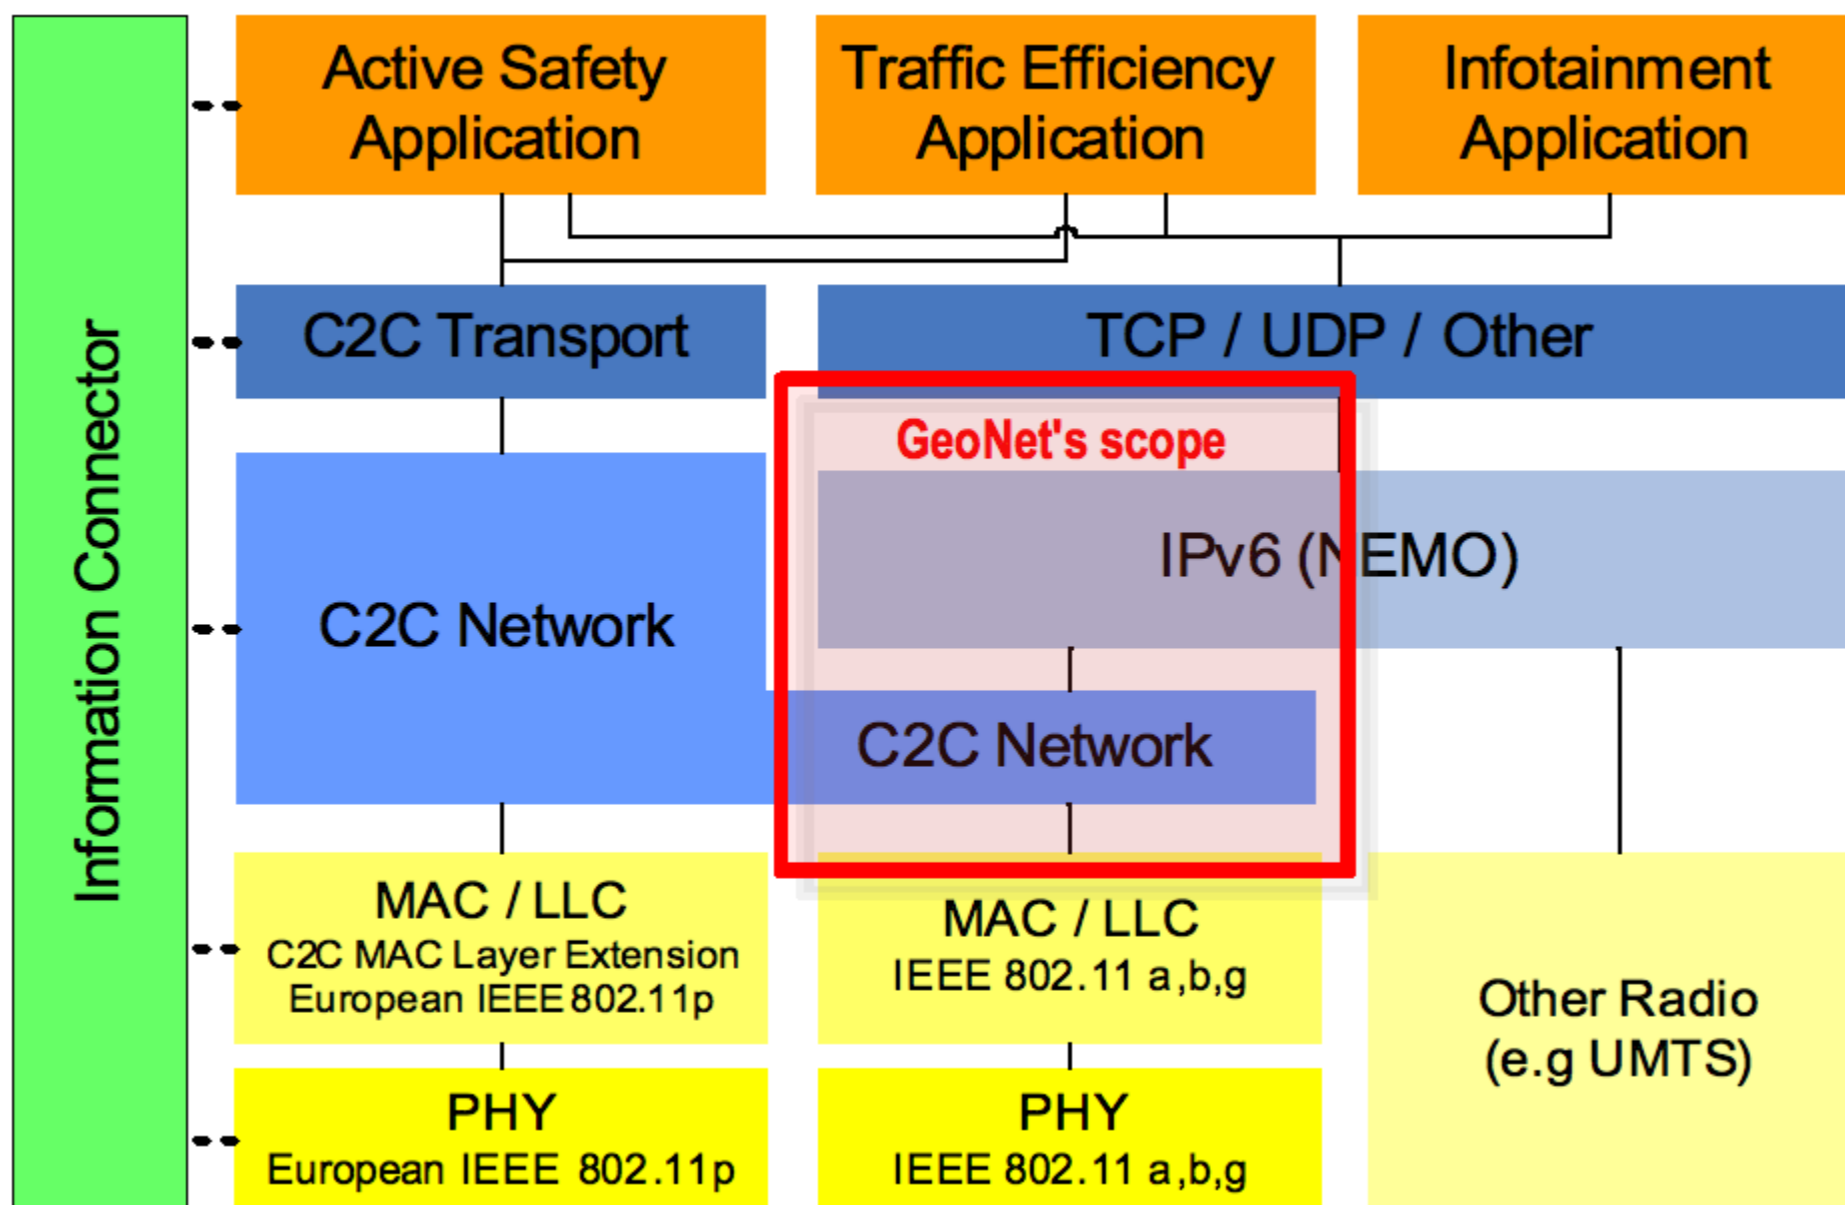 Information Connector
Active Safety
Application
Traffic Efficiency
Application
Infotainment
Application
C2C Transport
TCP / UDP / Other
GeoNet's scope
IPv6 (NEMO)
C2C Network
C2C Network
MAC / LLC
C2C MAC Layer Extension
European IEEE 802.11p
MAC / LLC
IEEE 802.11 a,b,g
Other Radio
(e.g UMTS)
PHY
European IEEE 802.11p
PHY
IEEE 802.11 a,b,g